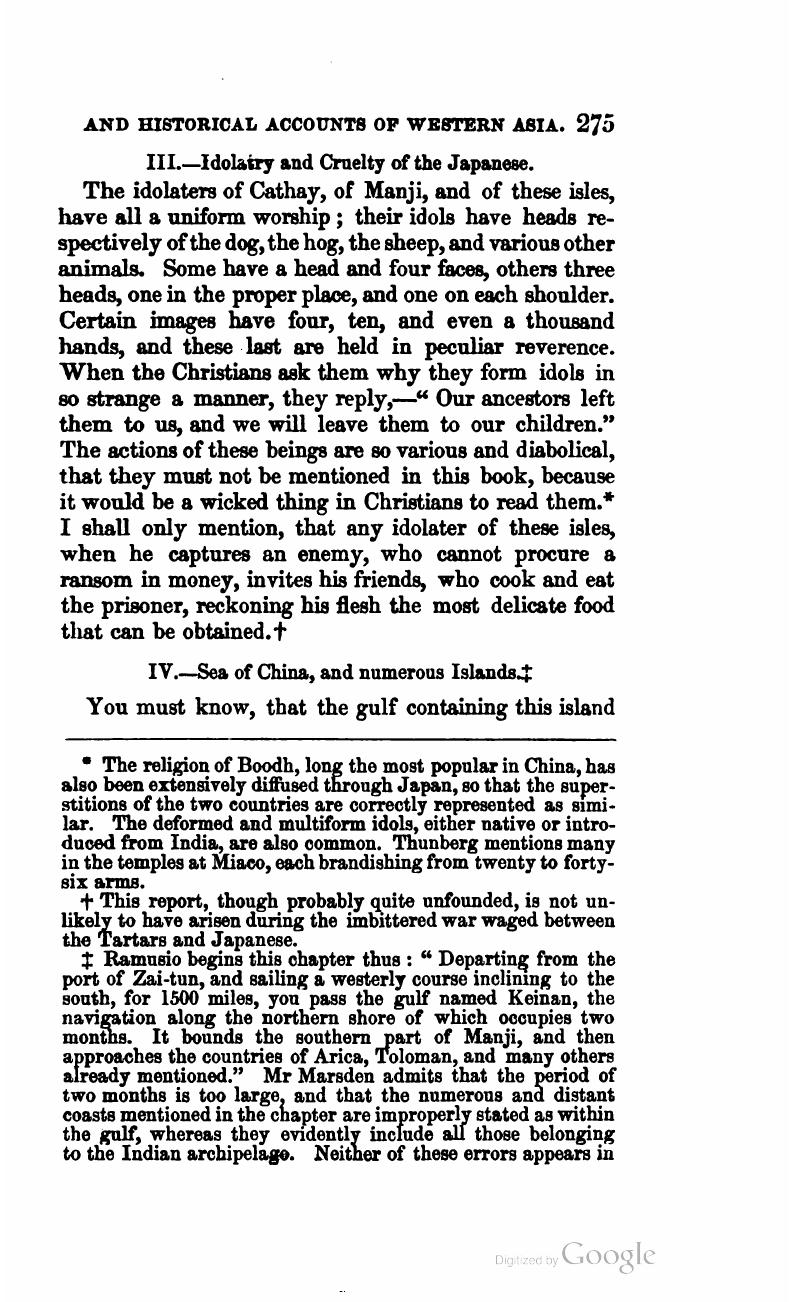 AND HISTORICAL ACCOUNTS OF WESTERN ASIA. 275
III.—Idolatry and Cruelty of the Japanese.
The idolaters of Cathay, of Manji, and of these isles,
have all a uniform worship; their idols have heads re-
spectively of the dog, the hog, the sheep, and various other
animals. Some have a head and four faces, others three
heads, one in the proper place, and one on each shoulder.
Certain images have four, ten, and even a thousand
hands, and these last are held in peculiar reverence.
When the Christians ask them why they form idols in
so strange a manner, they reply,—“ Our ancestors left
them to us, and we will leave them to our children.”
The actions of these beings are so various and diabolical,
that they must not be mentioned in this book, because
it would be a wicked thing in Christians to read them.*
I shall only mention, that any idolater of these isles,
when he captures an enemy, who cannot procure a
ransom in money, invites his friends, who cook and eat
the prisoner, reckoning his flesh the most delicate food
that can be obtained.†
IV.—Sea of China, and numerous Islands.‡
You must know, that the gulf containing this island
* The religion of Boodh, long the most popular in China, has
also been extensively diffused through Japan, so that the super-
stitions of the two countries are correctly represented as simi-
lar. The deformed and multiform idols, either native or intro-
duced from India, are also common. Thunberg mentions many
in the temples at Miaco, each brandishing from twenty to forty-
six arms.
† This report, though probably quite unfounded, is not un-
likely to have arisen during the imbittered war waged between
the Tartars and Japanese.
‡ Ramusio begins this chapter thus: “ Departing from the
port of Zai-tun, and sailing a westerly course inclining to the
south, for 1500 miles, you pass the gulf named Keinan, the
navigation along the northern shore of which occupies two
months. It bounds the southern part of Manji, and then
approaches the countries of Arica, Toloman, and many others
already mentioned.” Mr Marsden admits that the period of
two months is too large, and that the numerous and distant
coasts mentioned in the chapter are improperly stated as within
the gulf, whereas they evidently include all those belonging
to the Indian archipelago. Neither of these errors appears in
Digitized by Google